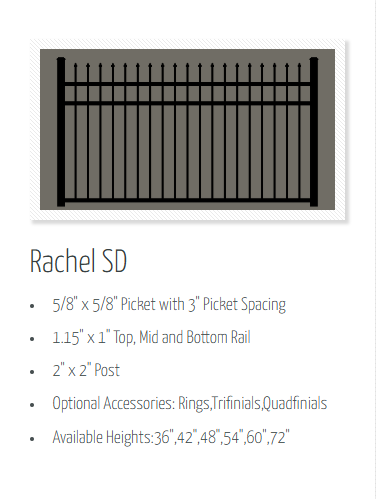 Rachel SD
5/8" x 5/8" Picket with 3" Picket Spacing
1.15" x 1" Top, Mid and Bottom Rail
2" x 2" Post
Optional Accessories: Rings,Trifinials,Quadfinials
Available Heights:36",42",48",54",60",72"